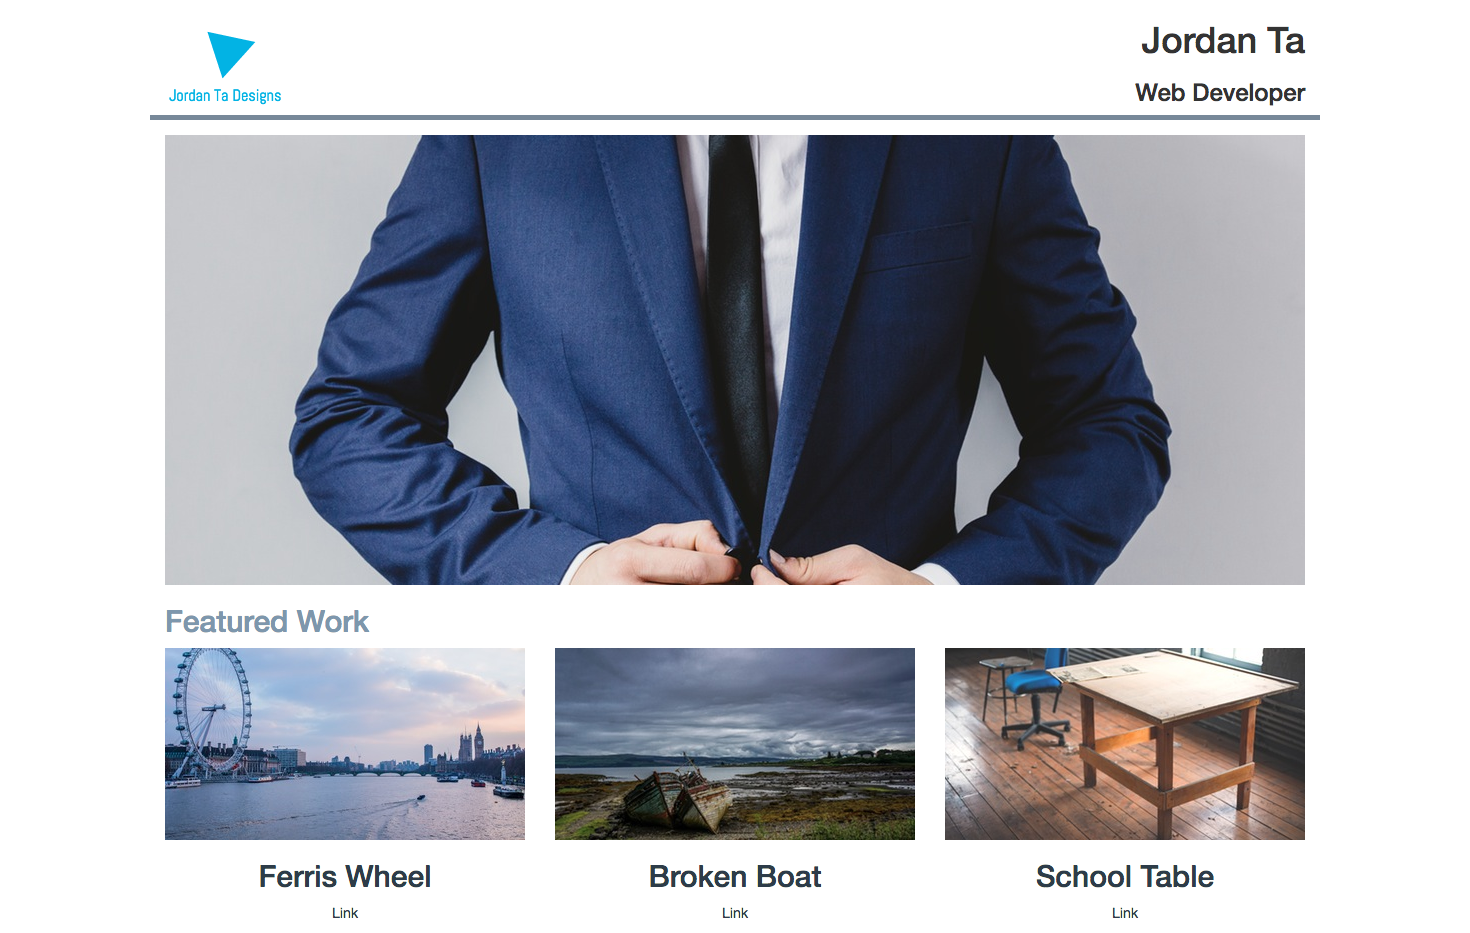 Jordan Ta Designs
Jordan Ta
Web Developer
Featured Work
Ferris Wheel
Link
Broken Boat
Link
School Table
Link